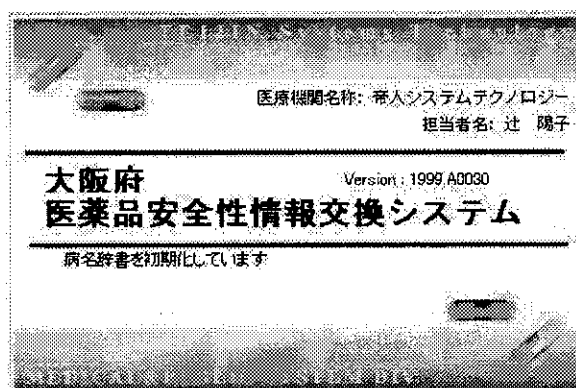 医療機関名称: 帝人システムテクノロジー
担当者名: 辻 陽子
大阪府
Version : 1999.A0030
医薬品安全性情報交換システム
病名辞書を初期化しています